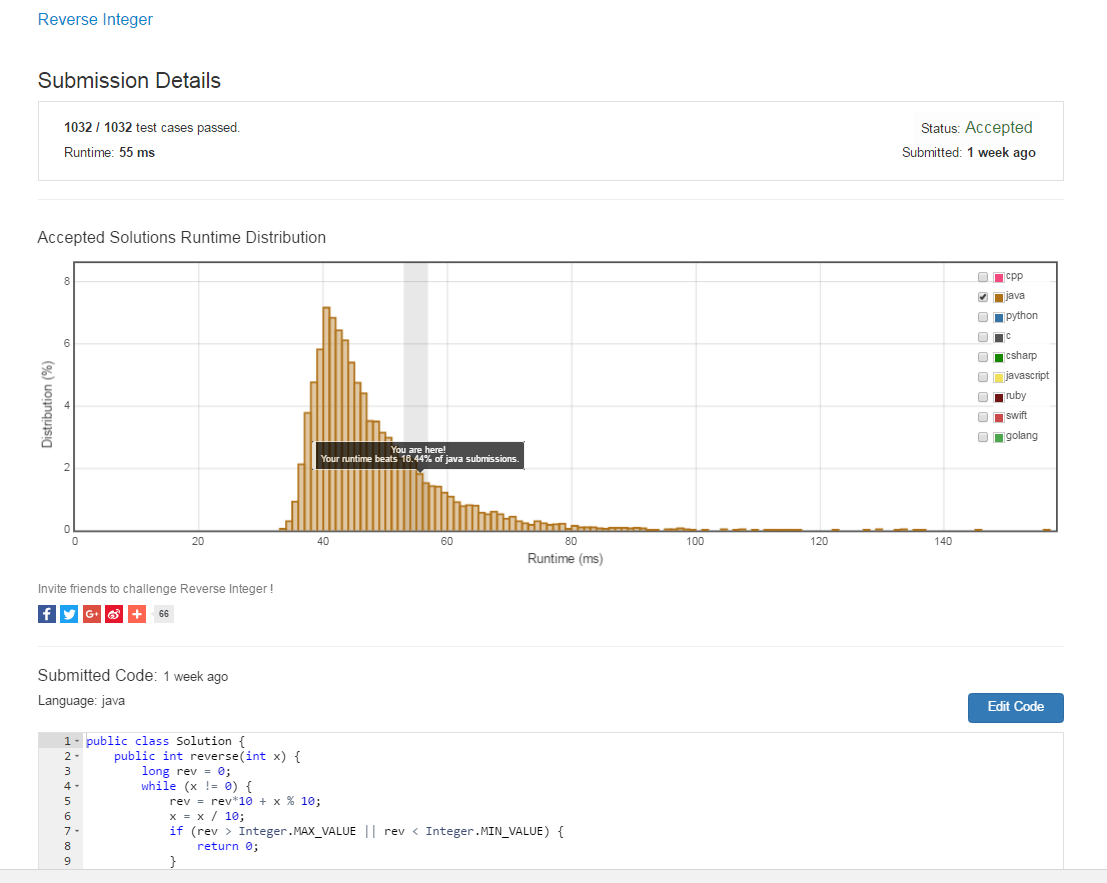 Reverse Integer
Submission Details
1032 / 1032 test cases passed.
Status: Accepted
Runtime: 55 ms
Submitted: 1 week ago
Accepted Solutions Runtime Distribution
8
6
4
2
0
Distribution (%)
cpp
java
python
c
csharp
javascript
ruby
swift
golang
You are here!
Your runtime beats 18.44% of java submissions.
0 20 40 60 80 100 120 140
Runtime (ms)
Invite friends to challenge Reverse Integer !
f G+ + 66
Submitted Code: 1 week ago
Language: java
Edit Code
1 public class Solution {
2 public int reverse(int x) {
3 long rev = 0;
4 while (x != 0) {
5 rev = rev*10 + x % 10;
6 x = x / 10;
7 if (rev > Integer.MAX_VALUE || rev < Integer.MIN_VALUE) {
8 return 0;
9 }